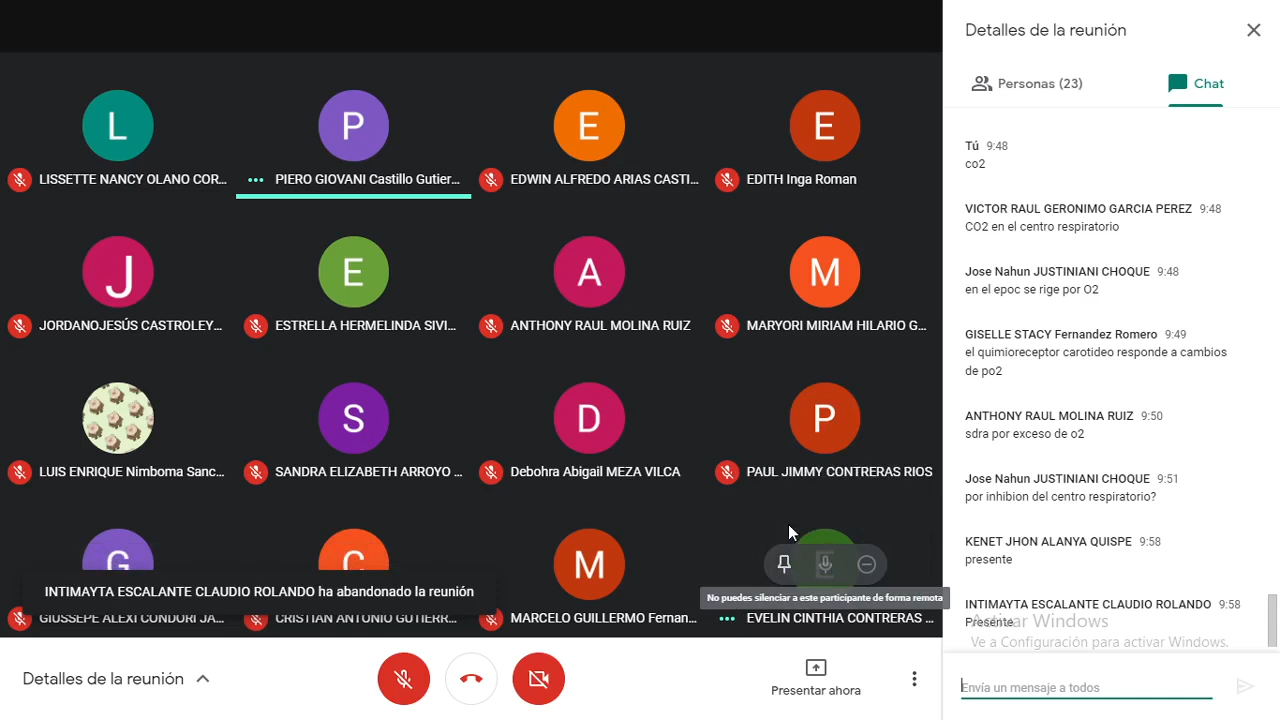 L
LISSETTE NANCY OLANO COR...
P
PIERO GIOVANI Castillo Gutier...
E
EDWIN ALFREDO ARIAS CASTI...
E
EDITH Inga Roman
J
JORDANOJESÚS CASTROLEY...
E
ESTRELLA HERMELINDA SIVI...
A
ANTHONY RAUL MOLINA RUIZ
M
MARYORI MIRIAM HILARIO G...
LUIS ENRIQUE Nimboma Sanc...
S
SANDRA ELIZABETH ARROYO ...
D
Debohra Abigail MEZA VILCA
P
PAUL JIMMY CONTRERAS RIOS
G
GIUSSEPE ALEXI CONDORI JA...
C
CRISTIAN ANTONIO GUTIERR...
M
MARCELO GUILLERMO Fernan...
E
EVELIN CINTHIA CONTRERAS ...
INTIMAYTA ESCALANTE CLAUDIO ROLANDO ha abandonado la reunión
No puedes silenciar a este participante de forma remota
Detalles de la reunión
Presentar ahora
Detalles de la reunión
Personas (23)
Chat
Tú 9:48
co2
VICTOR RAUL GERONIMO GARCIA PEREZ 9:48
CO2 en el centro respiratorio
Jose Nahun JUSTINIANI CHOQUE 9:48
en el epoc se rige por O2
GISELLE STACY Fernandez Romero 9:49
el quimioreceptor carotideo responde a cambios
de po2
ANTHONY RAUL MOLINA RUIZ 9:50
sdra por exceso de o2
Jose Nahun JUSTINIANI CHOQUE 9:51
por inhibion del centro respiratorio?
KENET JHON ALANYA QUISPE 9:58
presente
INTIMAYTA ESCALANTE CLAUDIO ROLANDO 9:58
Presente
Activar Windows
Ve a Configuración para activar Windows.
Envía un mensaje a todos